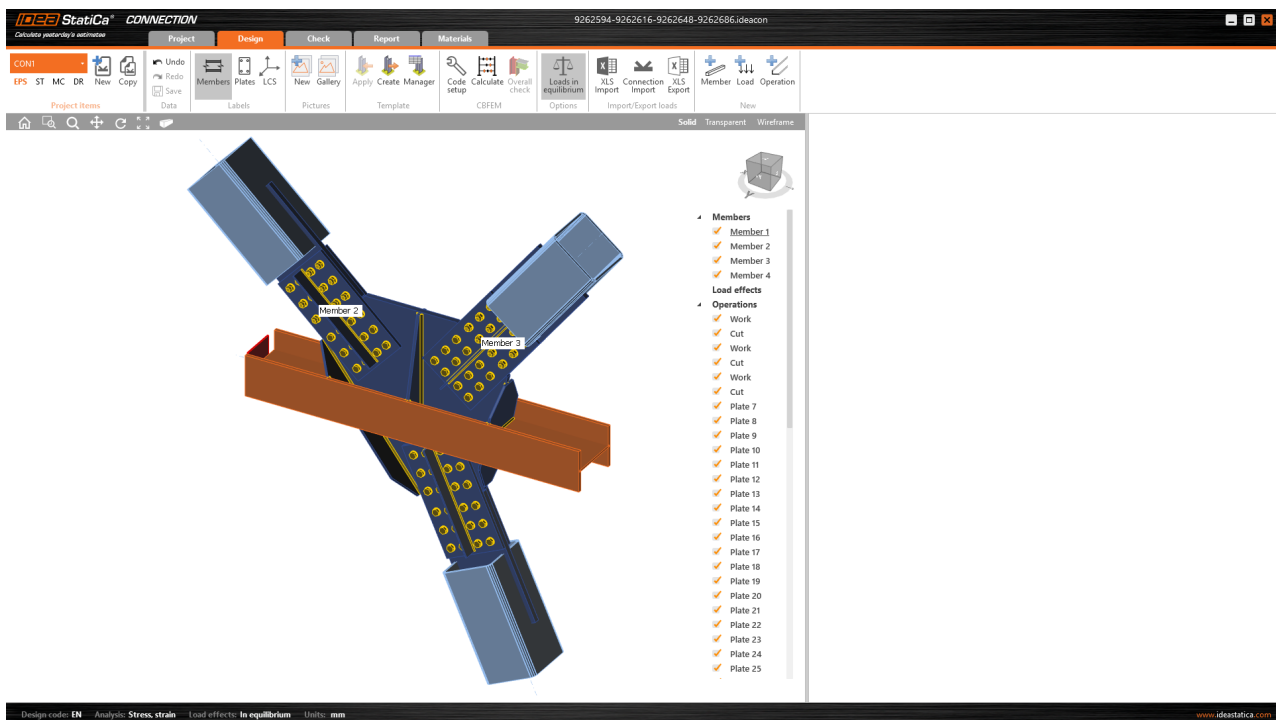 IDEA StatiCa® CONNECTION
9262594-9262616-9262648-9262686.ideacon
Calculate yesterday's estimates
Project Design Check Report Materials
CON1
EPS ST MC DR New Copy
Project items
Undo
Redo
Save
Data
Members Plates LCS
Labels
New Gallery
Pictures
Apply Create Manager
Template
Code setup Calculate Overall check
CBFEM
Loads in equilibrium
Options
XLS Import Connection Import XLS Export
Import/Export loads
Member Load Operation
New
Solid Transparent Wireframe
Member 2
Member 3
Members
Member 1
Member 2
Member 3
Member 4
Load effects
Operations
Work
Cut
Work
Cut
Work
Cut
Plate 7
Plate 8
Plate 9
Plate 10
Plate 11
Plate 12
Plate 13
Plate 14
Plate 15
Plate 16
Plate 17
Plate 18
Plate 19
Plate 20
Plate 21
Plate 22
Plate 23
Plate 24
Plate 25
Design code: EN Analysis: Stress, strain Load effects: In equilibrium Units: mm
www.ideastatica.com